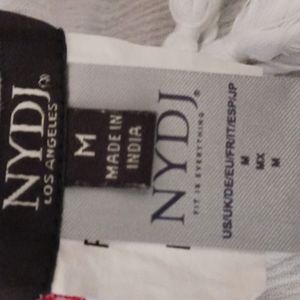 NYDJ®
LOS ANGELES
M
MADE IN
INDIA
NYDJ®
FIT IS EVERYTHING
US/UK/DE/EU/FR/IT/ESP/JP
M
MX
M